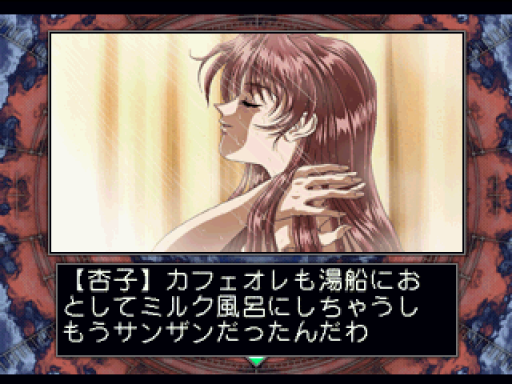 【杏子】カフェオレも湯船にお
としてミルク風呂にしちゃうし
もうサンザンだったんだわ